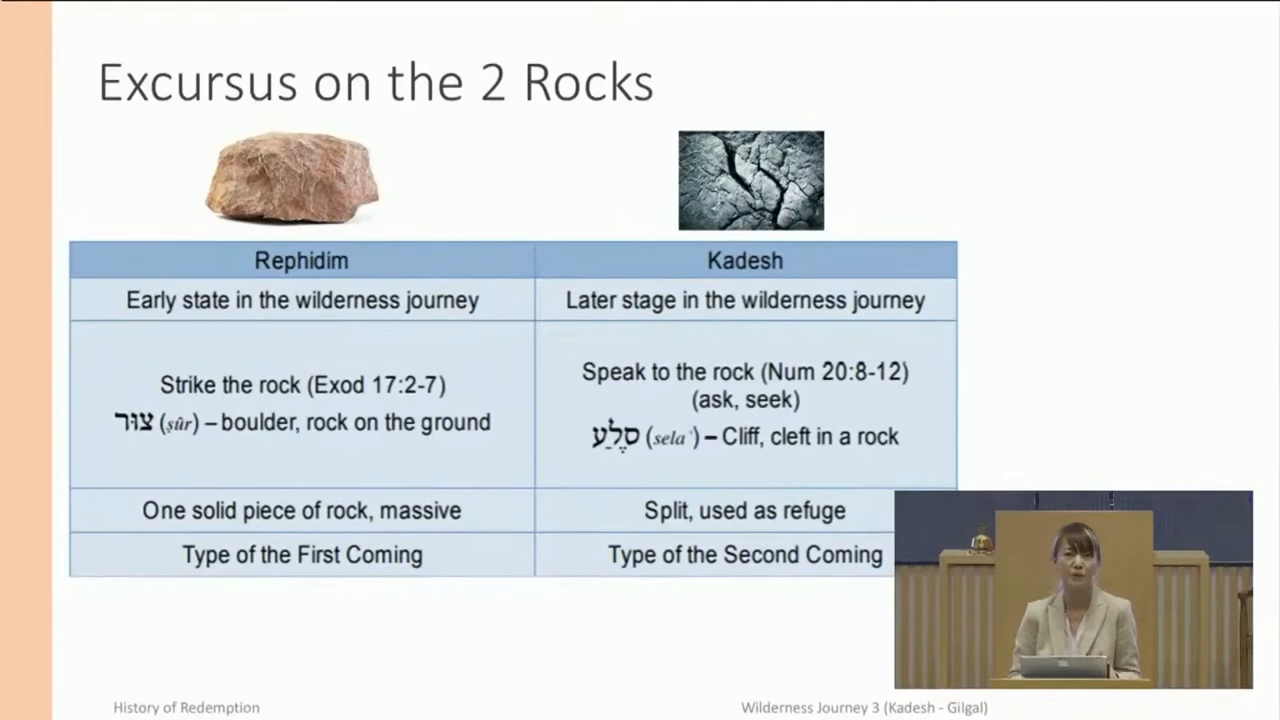 Excursus on the 2 Rocks
Rephidim
Kadesh
Early state in the wilderness journey
Later stage in the wilderness journey
Strike the rock (Exod 17:2-7)
צוּר (ṣûr) – boulder, rock on the ground
Speak to the rock (Num 20:8-12)
(ask, seek)
סֶלַע (selaʿ) – Cliff, cleft in a rock
One solid piece of rock, massive
Split, used as refuge
Type of the First Coming
Type of the Second Coming
History of Redemption
Wilderness Journey 3 (Kadesh - Gilgal)